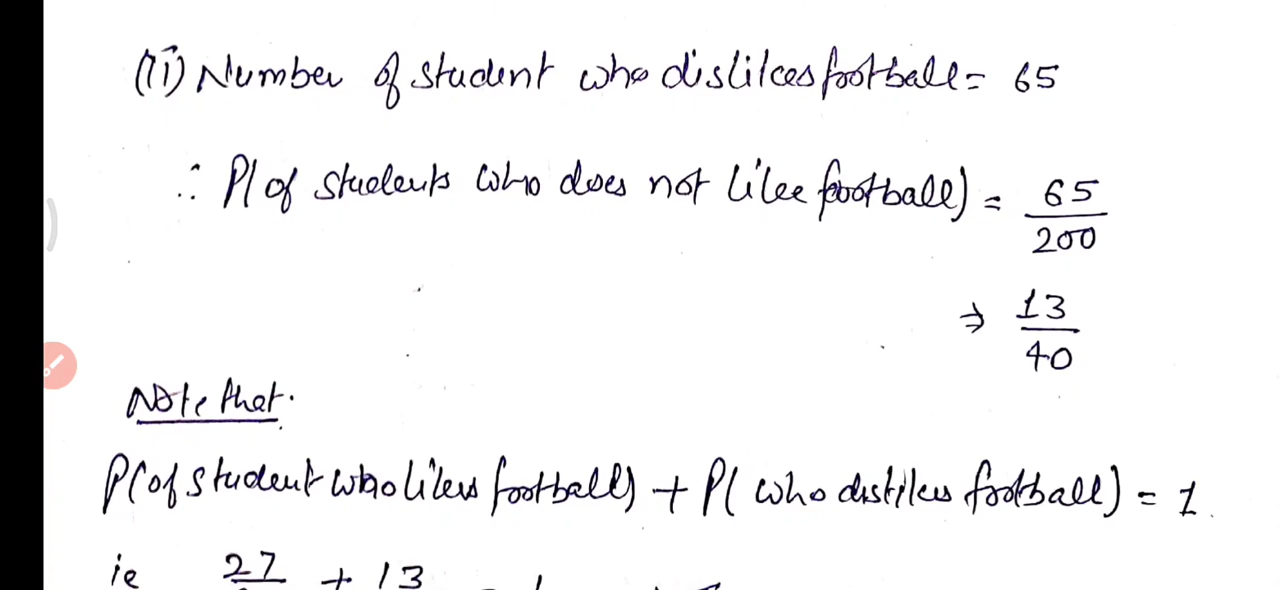 (ii) Number of student who dislikes football = 65
∴ P(of students who does not like football) = 65/200
⇒ 13/40
Note that.
P(of student who likes football) + P(who dislikes football) = 1.
ie 27 + 13